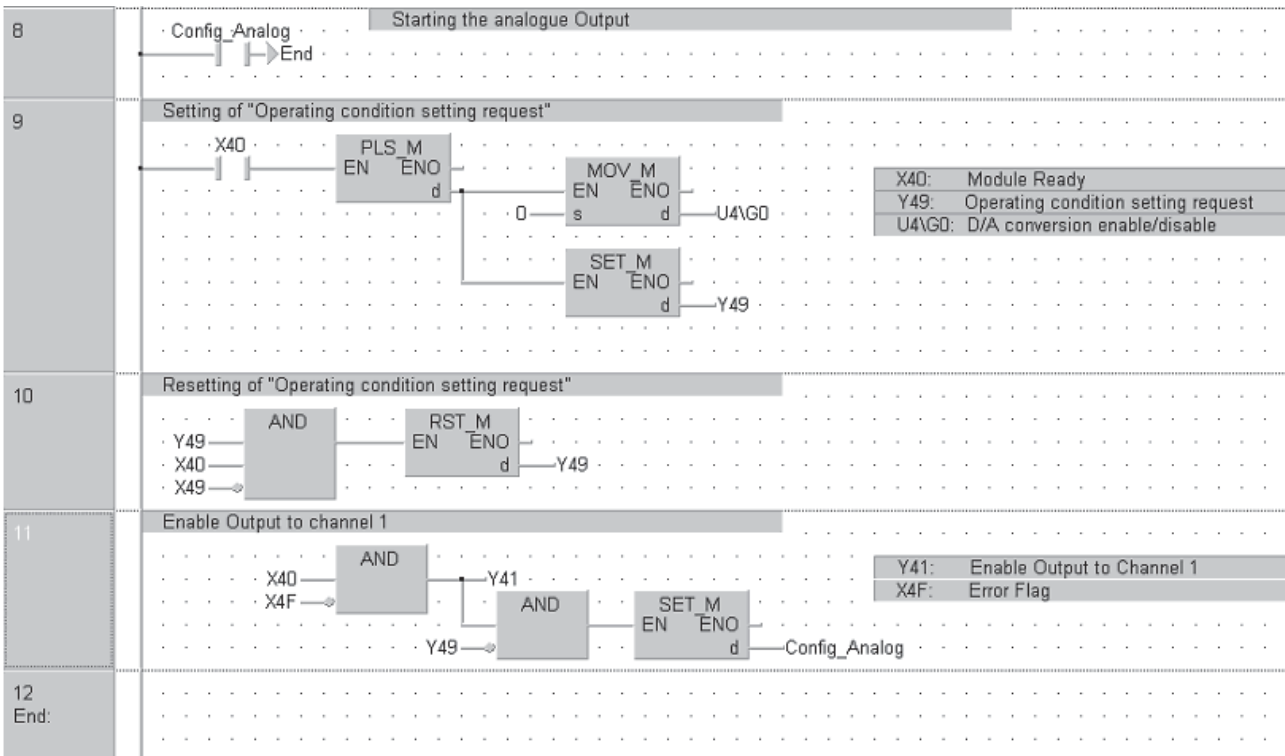 8
Starting the analogue Output
Config_Analog
End
9
Setting of "Operating condition setting request"
X40
PLS_M
EN ENO
d
MOV_M
EN ENO
0 s d U4\G0
SET_M
EN ENO
d Y49
X40: Module Ready
Y49: Operating condition setting request
U4\G0: D/A conversion enable/disable
10
Resetting of "Operating condition setting request"
AND
Y49
X40
X49
RST_M
EN ENO
d Y49
11
Enable Output to channel 1
AND
X40
X4F
Y41
AND
Y49
SET_M
EN ENO
d Config_Analog
Y41: Enable Output to Channel 1
X4F: Error Flag
12
End: